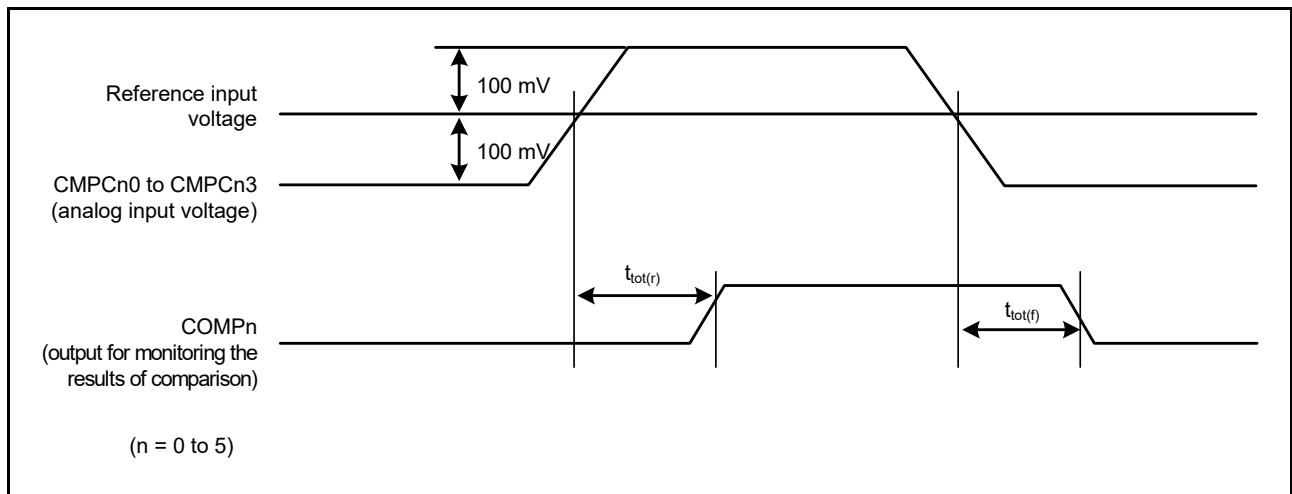 100 mV
Reference input
voltage
100 mV
CMPCn0 to CMPCn3
(analog input voltage)
ttot(r)
ttot(f)
COMPn
(output for monitoring the
results of comparison)
(n = 0 to 5)